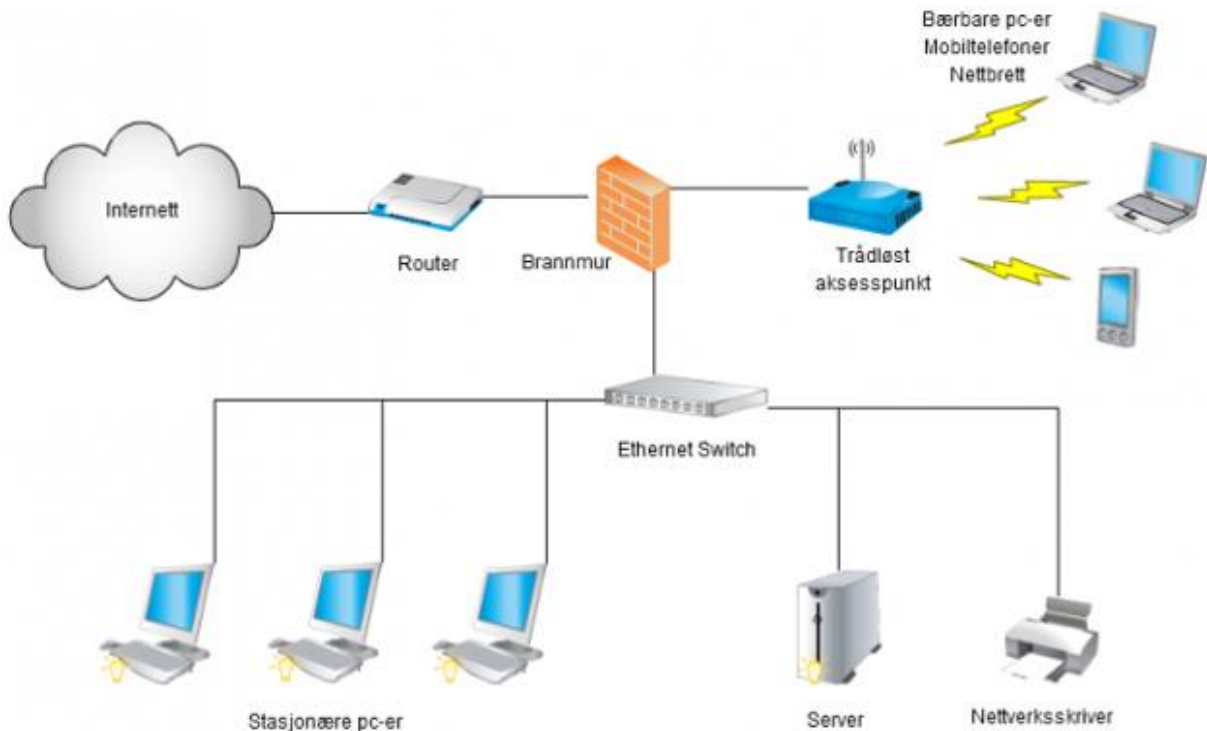 Bærbare pc-er
Mobiltelefoner
Nettbrett
Internett
Router
Brannmur
Trådløst
aksesspunkt
Ethernet Switch
Stasjonære pc-er
Server
Nettverksskriver